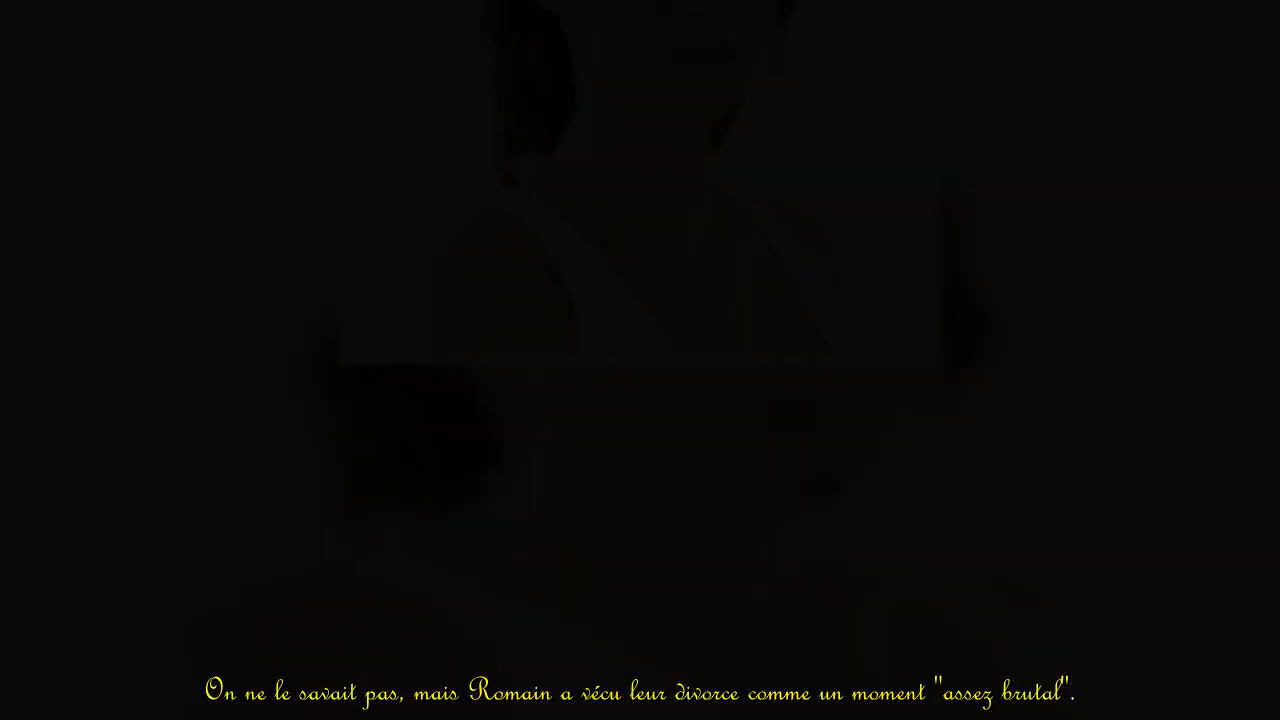 On ne le savait pas, mais Romain a vécu leur divorce comme un moment "assez brutal".